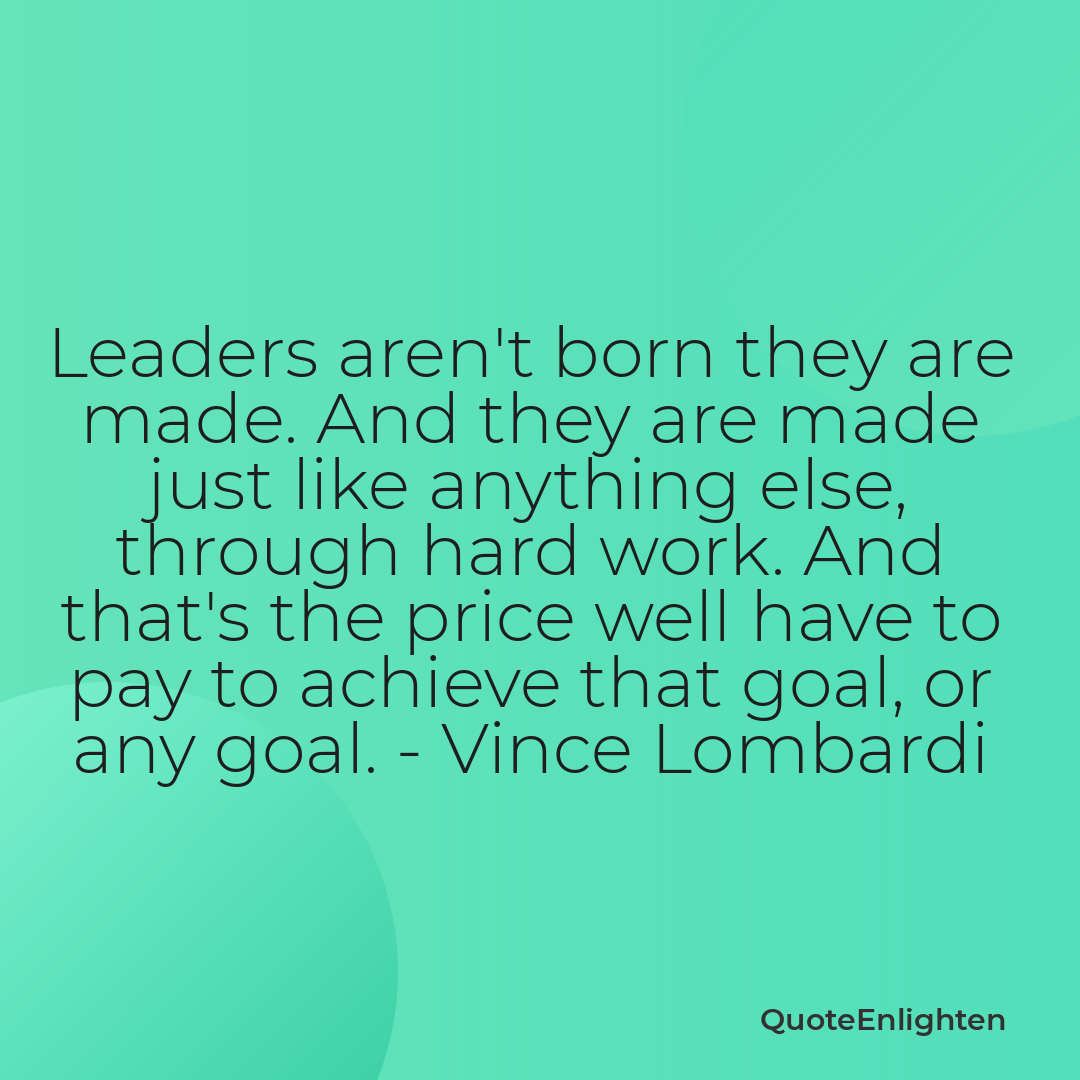 Leaders aren't born they are
made. And they are made
just like anything else,
through hard work. And
that's the price well have to
pay to achieve that goal, or
any goal. - Vince Lombardi
QuoteEnlighten